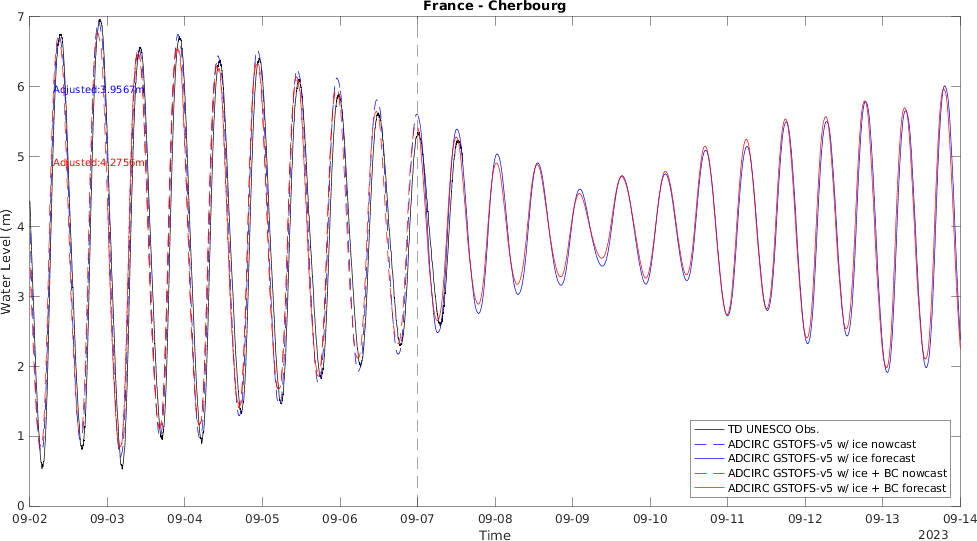 France - Cherbourg
Water Level (m)
7
6
5
4
3
2
1
0
Adjusted:3.9567m
Adjusted:4.2756m
TD UNESCO Obs.
ADCIRC GSTOFS-v5 w/ ice nowcast
ADCIRC GSTOFS-v5 w/ ice forecast
ADCIRC GSTOFS-v5 w/ ice + BC nowcast
ADCIRC GSTOFS-v5 w/ ice + BC forecast
09-02 09-03 09-04 09-05 09-06 09-07 09-08 09-09 09-10 09-11 09-12 09-13 09-14
Time
2023